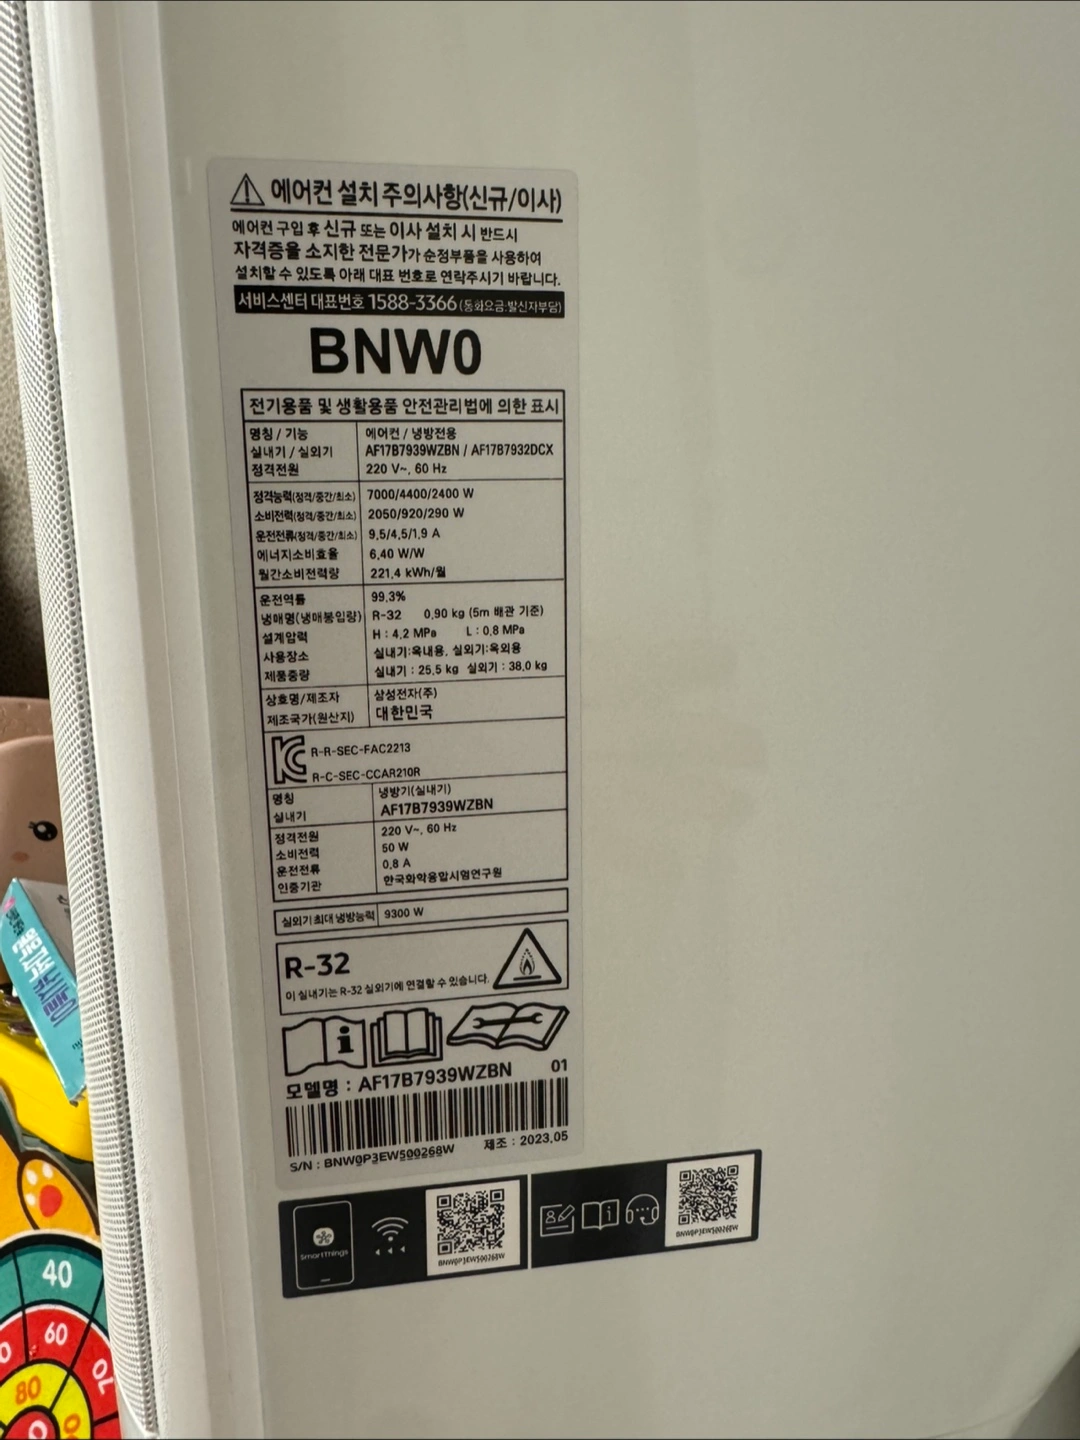 에어컨 설치 주의사항(신규/이사)
에어컨 구입 후 신규 또는 이사 설치 시 반드시
자격증을 소지한 전문가가 순정부품을 사용하여
설치할 수 있도록 아래 대표 번호로 연락주시기 바랍니다.
서비스센터 대표번호 1588-3366 (통화요금:발신자부담)
BNW0
전기용품 및 생활용품 안전관리법에 의한 표시
명칭 / 기능 에어컨 / 냉방전용
실내기 / 실외기 AF17B7939WZBN / AF17B7932DCX
정격전원 220 V~, 60 Hz
정격능력(정격/중간/최소) 7000/4400/2400 W
소비전력(정격/중간/최소) 2050/920/290 W
운전전류(정격/중간/최소) 9.5/4.5/1.9 A
에너지소비효율 6.40 W/W
월간소비전력량 221.4 kWh/월
운전역률 99.3%
냉매명(냉매봉입량) R-32 0.90 kg (5m 배관 기준)
설계압력 H : 4.2 MPa L : 0.8 MPa
사용장소 실내기:옥내용, 실외기:옥외용
제품중량 실내기 : 25.5 kg 실외기 : 38.0 kg
상호명/제조자 삼성전자(주)
제조국가(원산지) 대한민국
R-R-SEC-FAC2213
R-C-SEC-CCAR210R
명칭 냉방기(실내기)
실내기 AF17B7939WZBN
정격전원 220 V~, 60 Hz
소비전력 50 W
운전전류 0.8 A
인증기관 한국화학융합시험연구원
실외기 최대 냉방능력 9300 W
R-32
이 실내기는 R-32 실외기에 연결할 수 있습니다.
모델명 : AF17B7939WZBN 01
S/N : BNW0P3EW500268W 제조 : 2023.05
SmartThings
BNW0P3EW500268W
BNW0P3EW500268W
40
60
70
80